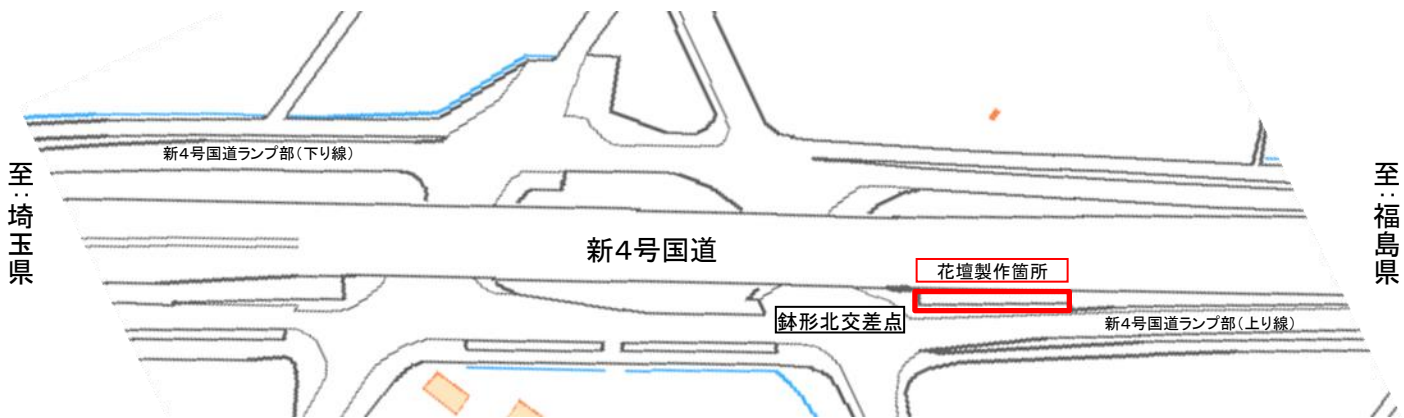 新4号国道ランプ部(下り線)
至:埼玉県
至:福島県
新4号国道
花壇製作箇所
鉢形北交差点
新4号国道ランプ部(上り線)